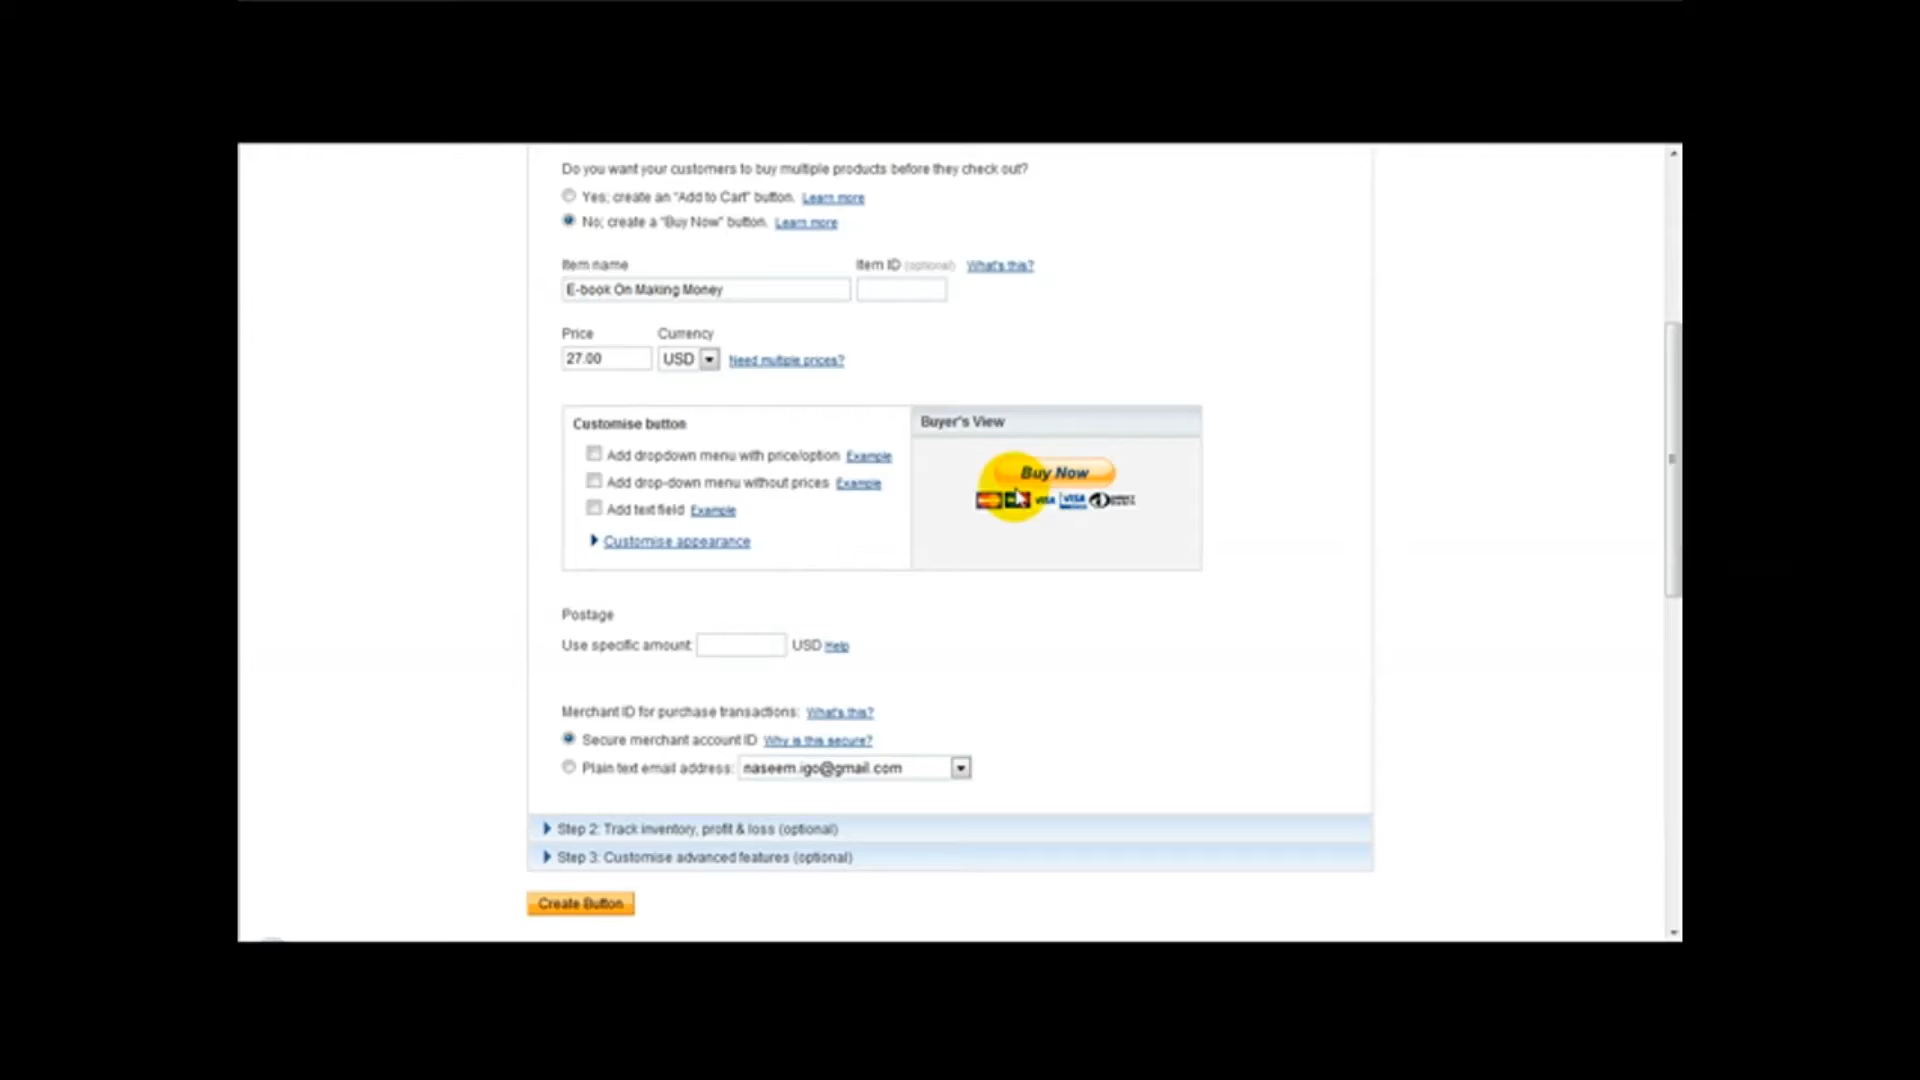 Do you want your customers to buy multiple products before they check out?
Yes; create an "Add to Cart" button. Learn more
No; create a "Buy Now" button. Learn more
Item name Item ID (optional) What's this?
E-book On Making Money
Price Currency
27.00 USD Need multiple prices?
Customise button
Buyer's View
Add dropdown menu with price/option Example
Add drop-down menu without prices Example
Add text field Example
Customise appearance
Buy Now
VISA VISA
Postage
Use specific amount: USD Help
Merchant ID for purchase transactions: What's this?
Secure merchant account ID Why is this secure?
Plain text email address: naseem.igo@gmail.com
Step 2: Track inventory, profit & loss (optional)
Step 3: Customise advanced features (optional)
Create Button